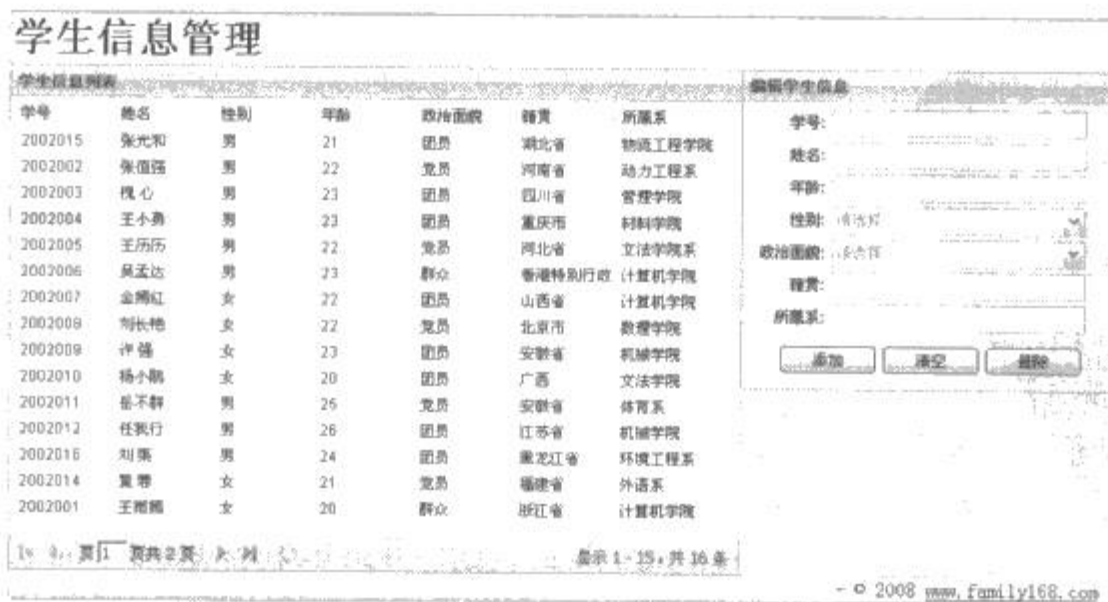 学生信息管理
学生信息列表
学号 姓名 性别 年龄 政治面貌 籍贯 所属系
2002015 张光和 男 21 团员 湖北省 物流工程学院
2002002 张值强 男 22 党员 河南省 动力工程系
2002003 槐 心 男 23 团员 四川省 管理学院
2002004 王小勇 男 23 团员 重庆市 材料学院
2002005 王历历 男 22 党员 河北省 文法学院系
2002006 吴孟达 男 23 群众 香港特别行政 计算机学院
2002007 女 22 团员 山西省 计算机学院
2002008 刘长艳 女 22 党员 北京市 数理学院
2002009 许 强 女 23 团员 安徽省 机械学院
2002010 杨小鹏 女 20 团员 广西 文法学院
2002011 岳不群 男 26 党员 安徽省 体育系
2002012 任我行 男 26 团员 江苏省 机械学院
2002016 男 24 团员 黑龙江省 环境工程系
2002014 黄 蓉 女 21 党员 福建省 外语系
2002001 女 20 群众 浙江省 计算机学院
页 1 页共 2 页
显示 1 - 15，共 16 条
编辑学生信息
学号:
姓名:
年龄:
性别: 请选择
政治面貌: 请选择
籍贯:
所属系:
添加 清空 删除
- © 2008 www.family168.com